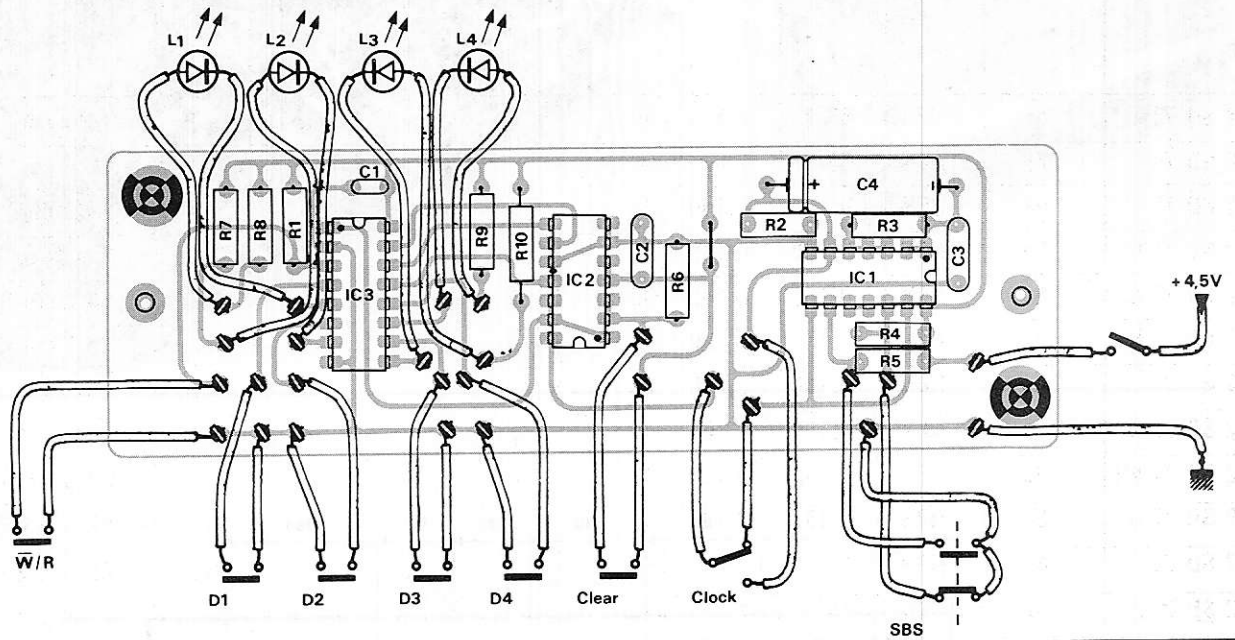 L1
L2
L3
L4
R7
R8
R1
C1
IC3
R9
R10
IC2
C2
R6
R2
C4
+
-
R3
C3
IC1
R4
R5
+ 4,5V
W̅/R
D1
D2
D3
D4
Clear
Clock
SBS